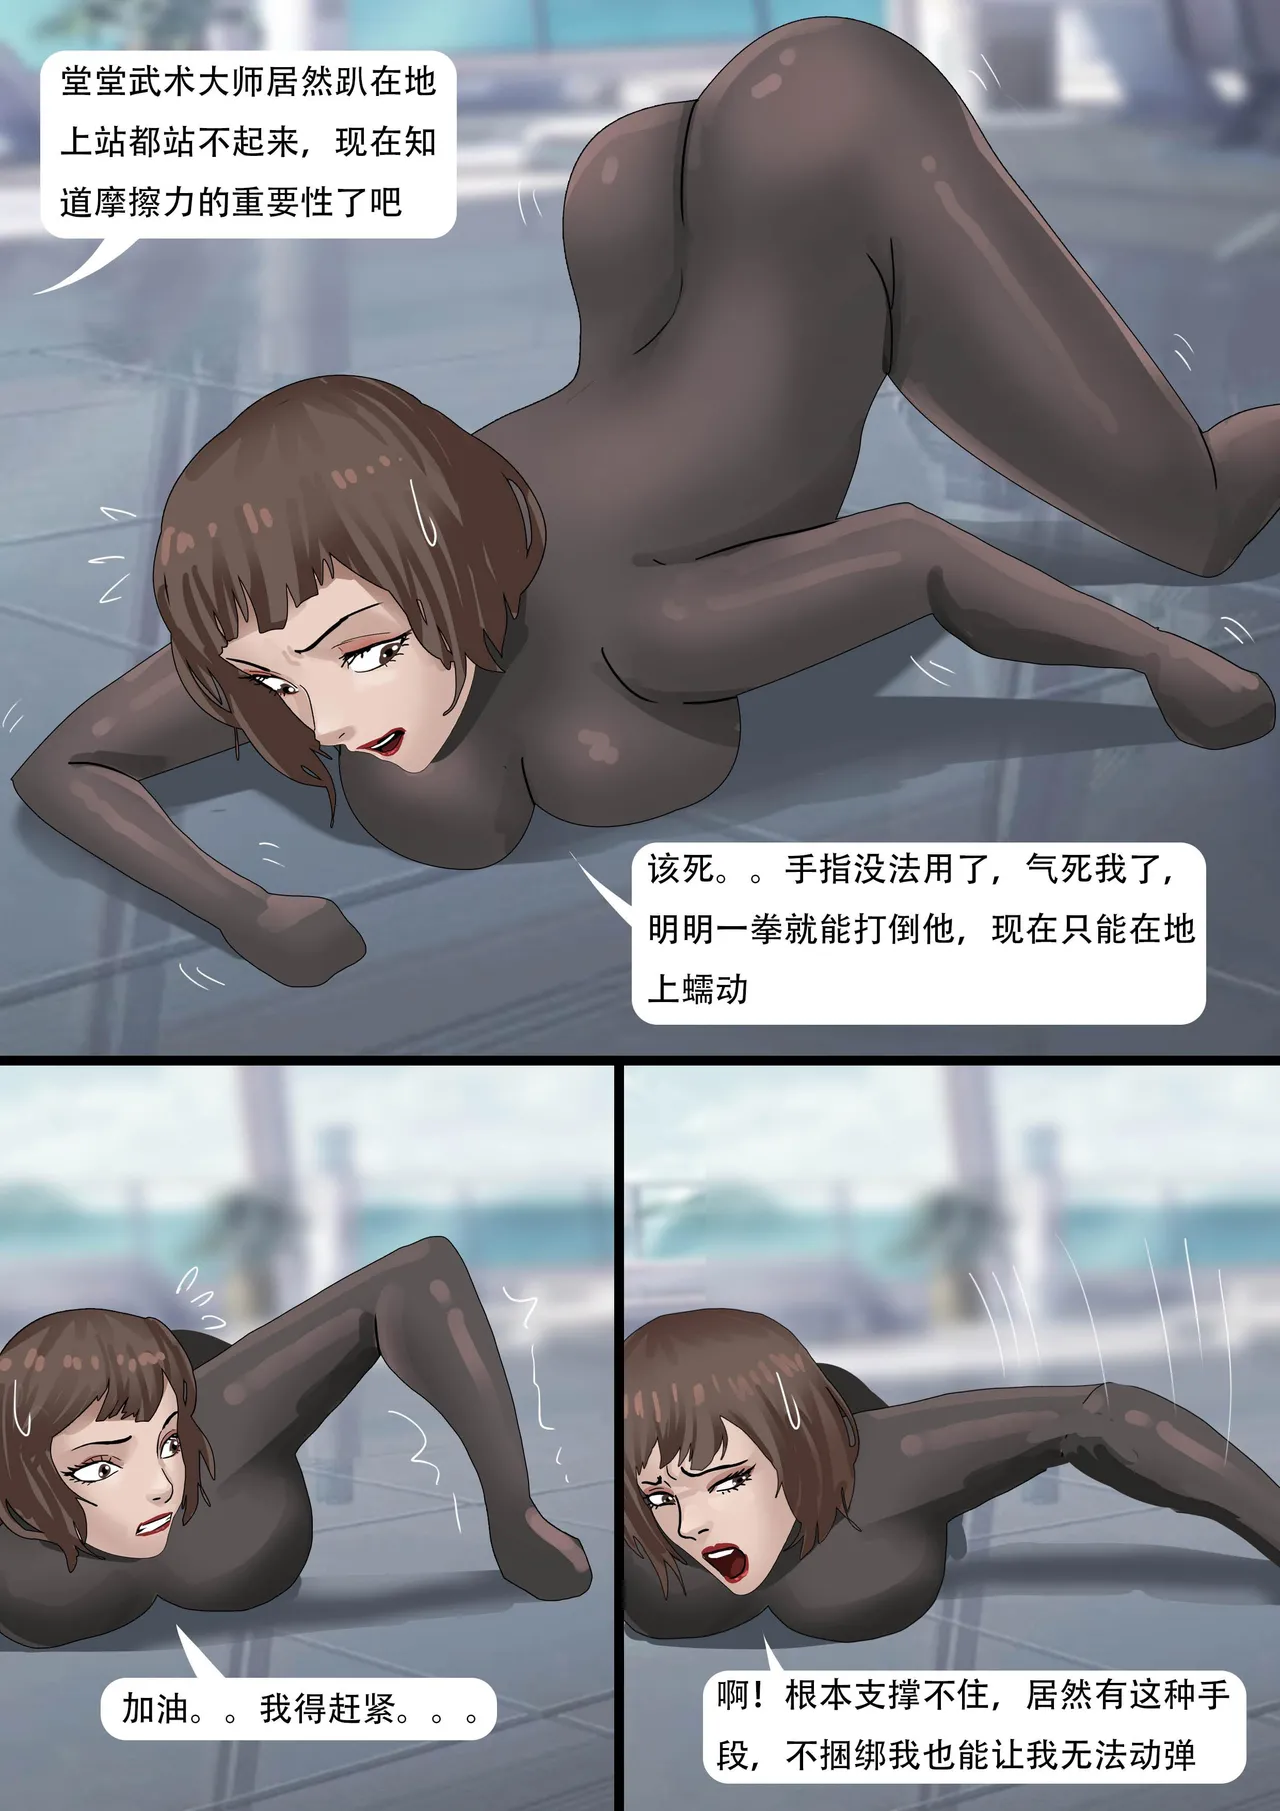 堂堂武术大师居然趴在地
上站都站不起来，现在知
道摩擦力的重要性了吧
该死。。手指没法用了，气死我了，
明明一拳就能打倒他，现在只能在地
上蠕动
加油。。我得赶紧。。。
啊！根本支撑不住，居然有这种手
段，不捆绑我也能让我无法动弹